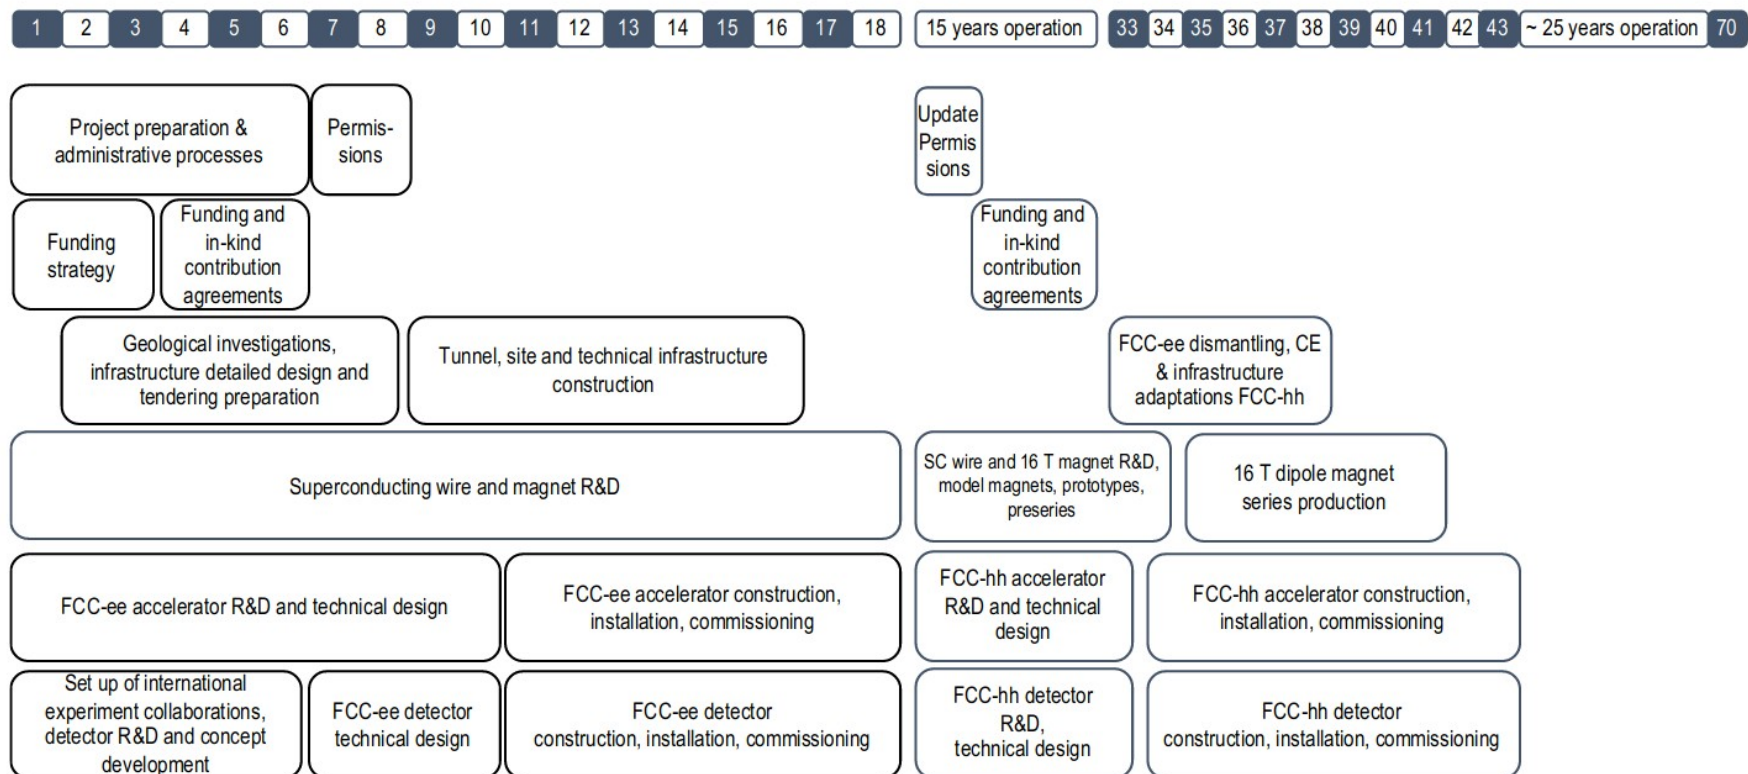 1 2 3 4 5 6 7 8 9 10 11 12 13 14 15 16 17 18 15 years operation 33 34 35 36 37 38 39 40 41 42 43 ~ 25 years operation 70
Project preparation &
administrative processes
Permis-
sions
Update
Permis
sions
Funding
strategy
Funding and
in-kind
contribution
agreements
Funding and
in-kind
contribution
agreements
Geological investigations,
infrastructure detailed design and
tendering preparation
Tunnel, site and technical infrastructure
construction
FCC-ee dismantling, CE
& infrastructure
adaptations FCC-hh
Superconducting wire and magnet R&D
SC wire and 16 T magnet R&D,
model magnets, prototypes,
preseries
16 T dipole magnet
series production
FCC-ee accelerator R&D and technical design
FCC-ee accelerator construction,
installation, commissioning
FCC-hh accelerator
R&D and technical
design
FCC-hh accelerator construction,
installation, commissioning
Set up of international
experiment collaborations,
detector R&D and concept
development
FCC-ee detector
technical design
FCC-ee detector
construction, installation, commissioning
FCC-hh detector
R&D,
technical design
FCC-hh detector
construction, installation, commissioning